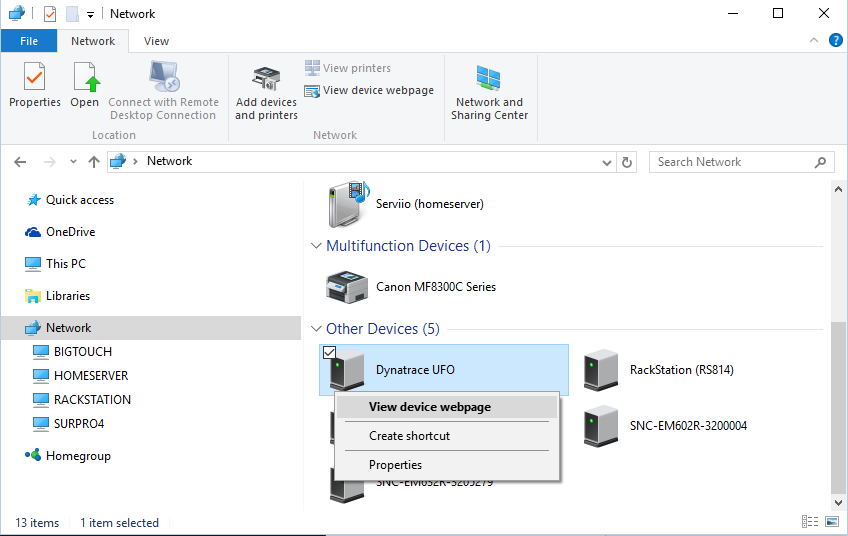 Network
File
Network
View
Properties
Open
Connect with Remote
Desktop Connection
Add devices
and printers
View printers
View device webpage
Network and
Sharing Center
Location
Network
Network
Search Network
Quick access
OneDrive
This PC
Libraries
Network
BIGTOUCH
HOMESERVER
RACKSTATION
SURPRO4
Homegroup
Serviio (homeserver)
Multifunction Devices (1)
Canon MF8300C Series
Other Devices (5)
Dynatrace UFO
RackStation (RS814)
View device webpage
Create shortcut
Properties
SNC-EM602R-3200004
SNC-EM632R-3205279
13 items
1 item selected